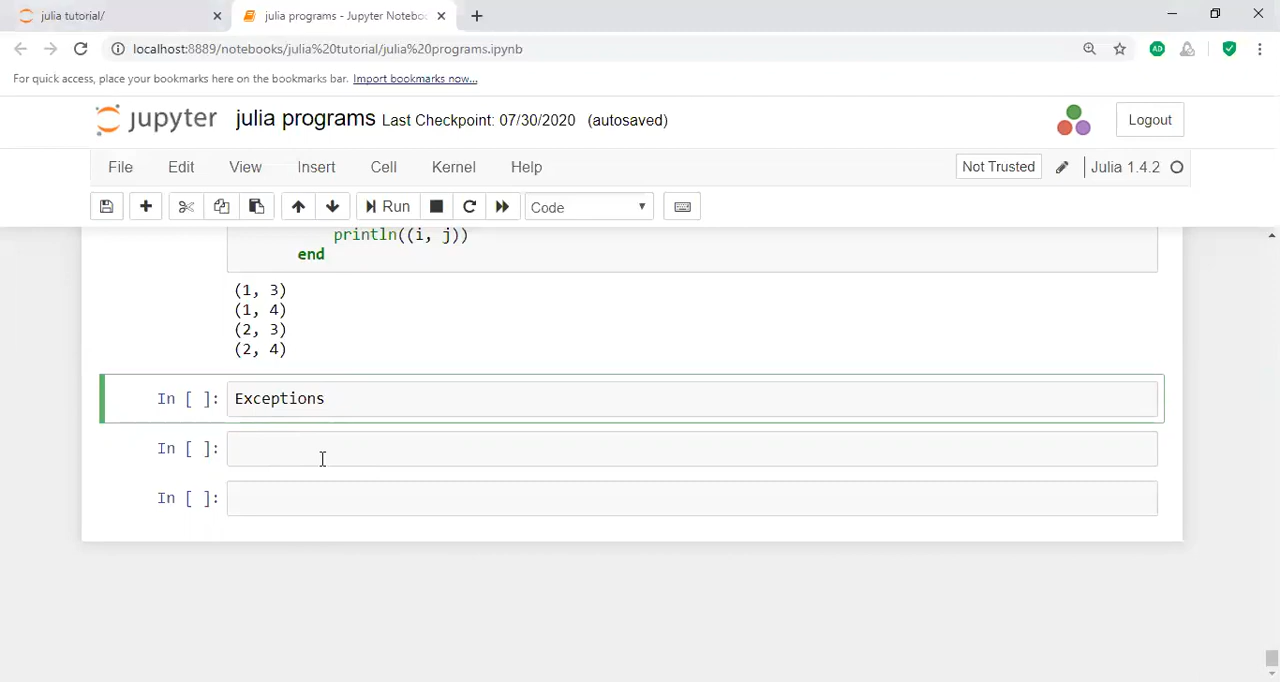 julia tutorial/
julia programs - Jupyter Noteboo
localhost:8889/notebooks/julia%20tutorial/julia%20programs.ipynb
AD
For quick access, place your bookmarks here on the bookmarks bar. Import bookmarks now...
jupyter julia programs Last Checkpoint: 07/30/2020 (autosaved)
Logout
File Edit View Insert Cell Kernel Help
Not Trusted Julia 1.4.2
Run Code
println((i, j))
end
(1, 3)
(1, 4)
(2, 3)
(2, 4)
In [ ]: Exceptions
In [ ]:
In [ ]: